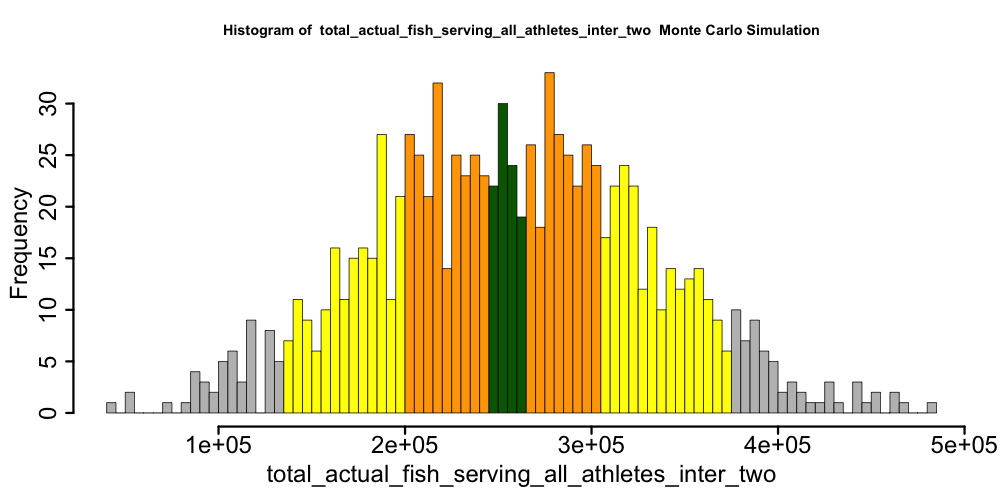 Histogram of  total_actual_fish_serving_all_athletes_inter_two  Monte Carlo Simulation
Frequency
30
25
20
15
10
5
0
1e+05 2e+05 3e+05 4e+05 5e+05
total_actual_fish_serving_all_athletes_inter_two